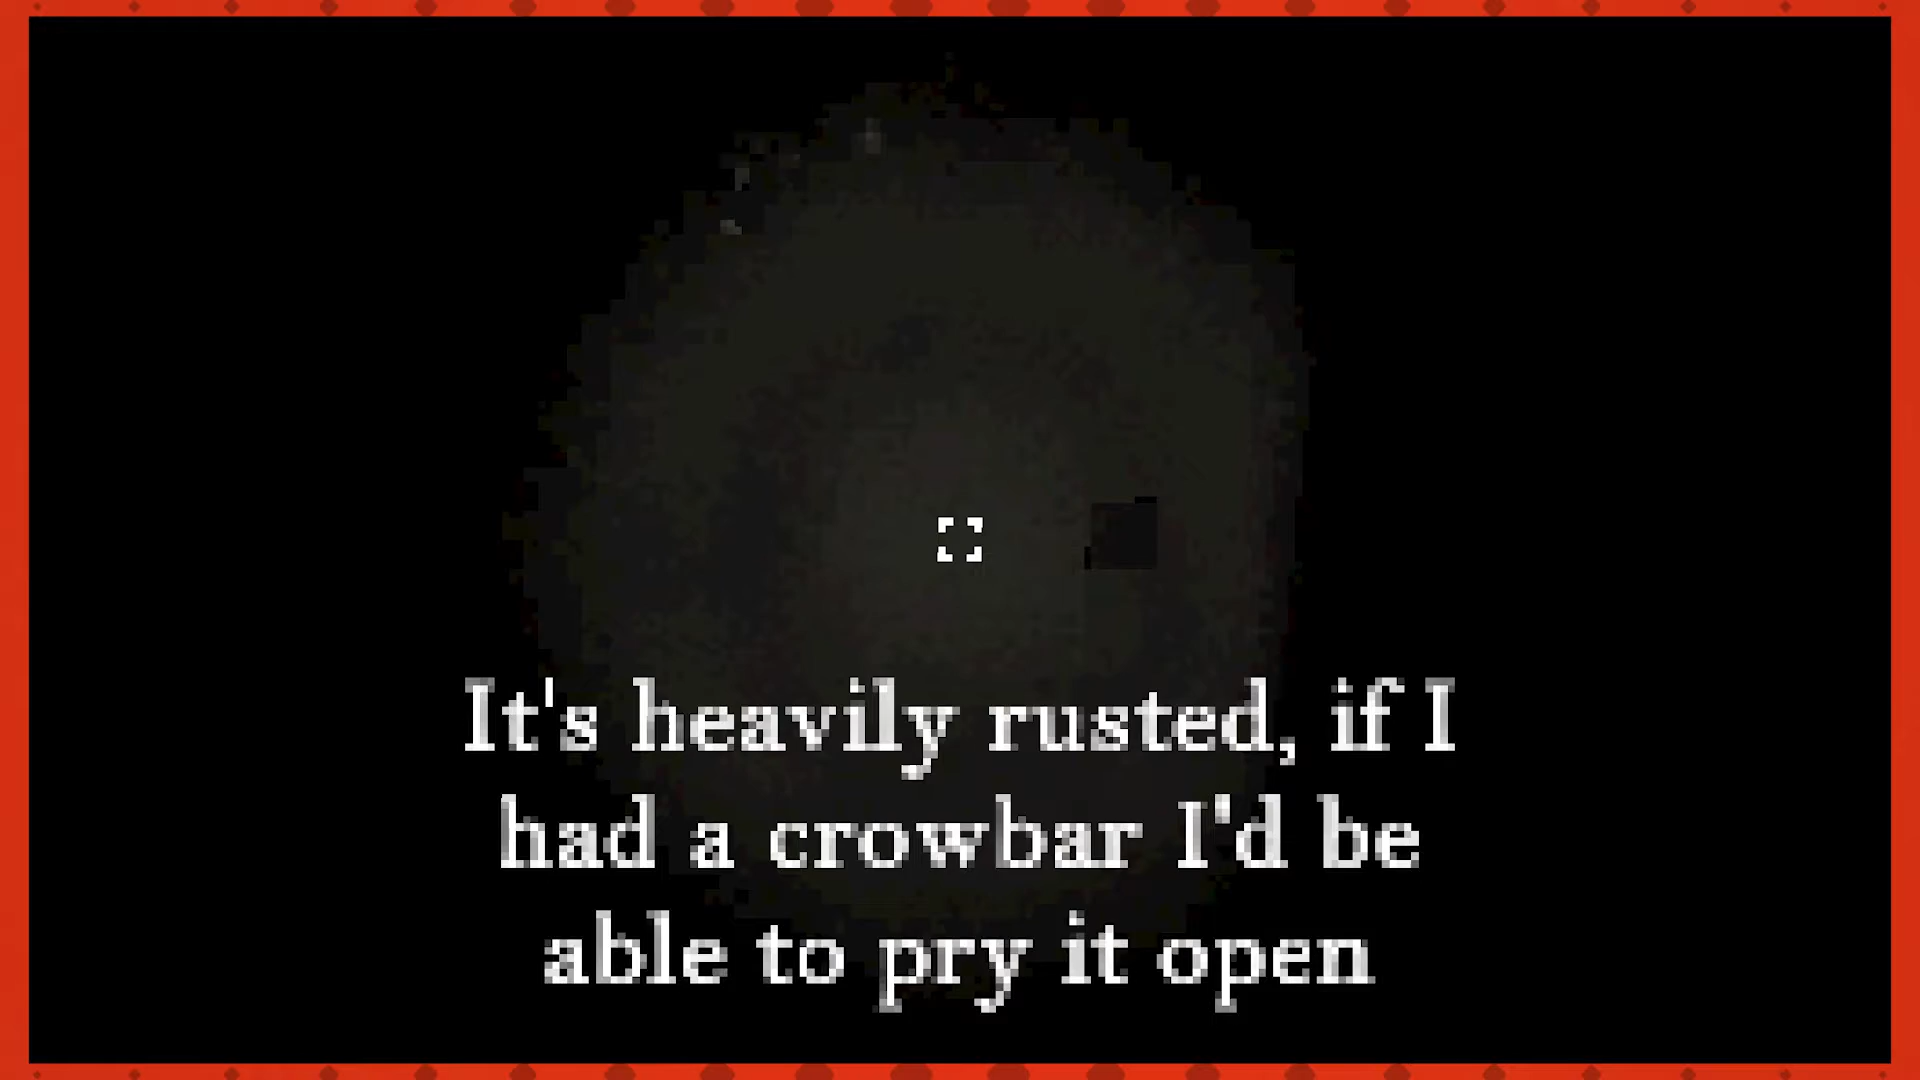 It's heavily rusted, if I
had a crowbar I'd be
able to pry it open